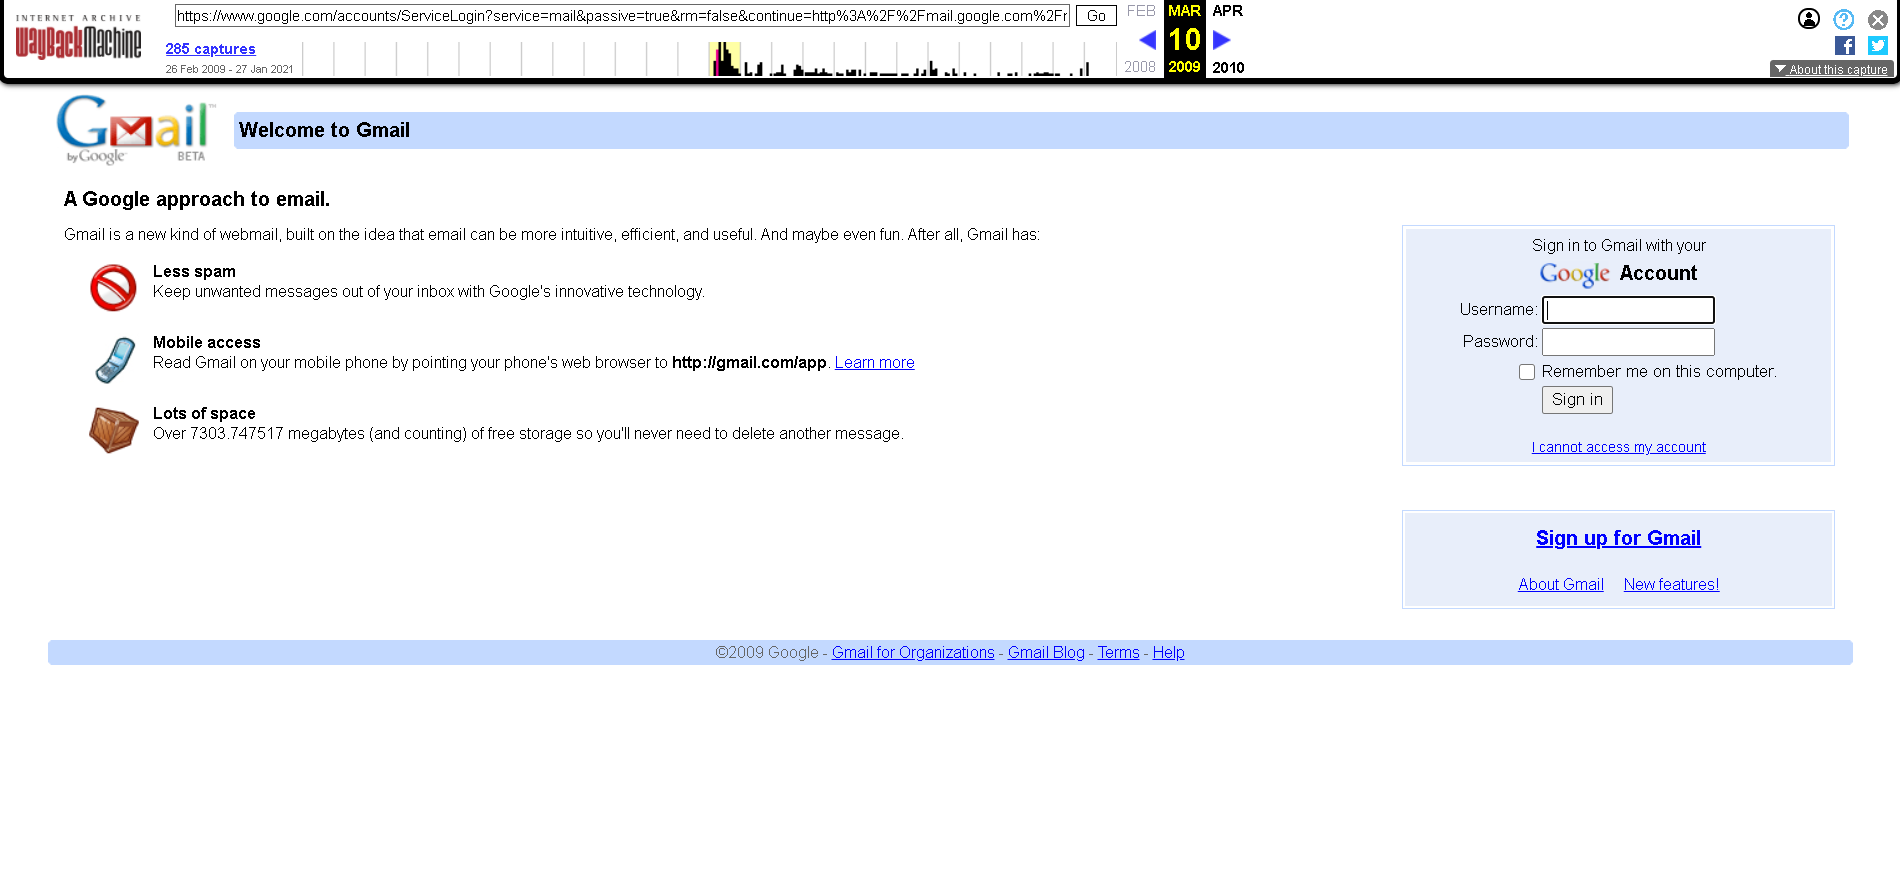 INTERNET ARCHIVE
WayBackMachine
https://www.google.com/accounts/ServiceLogin?service=mail&passive=true&rm=false&continue=http%3A%2F%2Fmail.google.com%2Fr
Go
FEB MAR APR
285 captures
10
26 Feb 2009 - 27 Jan 2021
2008 2009 2010
About this capture
Gmail™
by Google BETA
Welcome to Gmail
A Google approach to email.
Gmail is a new kind of webmail, built on the idea that email can be more intuitive, efficient, and useful. And maybe even fun. After all, Gmail has:
Less spam
Keep unwanted messages out of your inbox with Google's innovative technology.
Mobile access
Read Gmail on your mobile phone by pointing your phone's web browser to http://gmail.com/app. Learn more
Lots of space
Over 7303.747517 megabytes (and counting) of free storage so you'll never need to delete another message.
Sign in to Gmail with your
Google Account
Username:
Password:
Remember me on this computer.
Sign in
I cannot access my account
Sign up for Gmail
About Gmail New features!
©2009 Google - Gmail for Organizations - Gmail Blog - Terms - Help